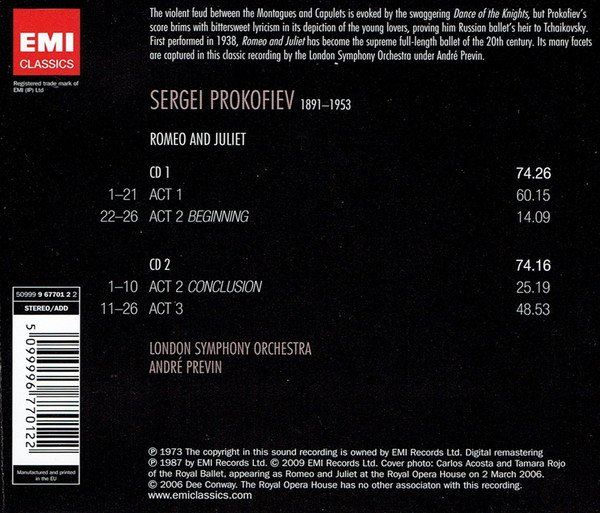 The violent feud between the Montagues and Capulets is evoked by the swaggering Dance of the Knights, but Prokofiev's
score brims with bittersweet lyricism in its depiction of the young lovers, proving him Russian ballet's heir to Tchaikovsky.
First performed in 1938, Romeo and Juliet has become the supreme full-length ballet of the 20th century. Its many facets
are captured in this classic recording by the London Symphony Orchestra under André Previn.
EMI
CLASSICS
Registered trade mark of
EMI (IP) Ltd
SERGEI PROKOFIEV 1891–1953
ROMEO AND JULIET
CD 1 74.26
1–21 ACT 1 60.15
22–26 ACT 2 BEGINNING 14.09
CD 2 74.16
1–10 ACT 2 CONCLUSION 25.19
11–26 ACT 3 48.53
LONDON SYMPHONY ORCHESTRA
ANDRÉ PREVIN
50999 9 67701 2 2
STEREO/ADD
5 099996 770122
Manufactured and printed
in the EU
℗ 1973 The copyright in this sound recording is owned by EMI Records Ltd. Digital remastering
℗ 1987 by EMI Records Ltd. © 2009 EMI Records Ltd. Cover photo: Carlos Acosta and Tamara Rojo
of the Royal Ballet, appearing as Romeo and Juliet at the Royal Opera House on 2 March 2006.
© 2006 Dee Conway. The Royal Opera House has no other associaton with this recording.
www.emiclassics.com